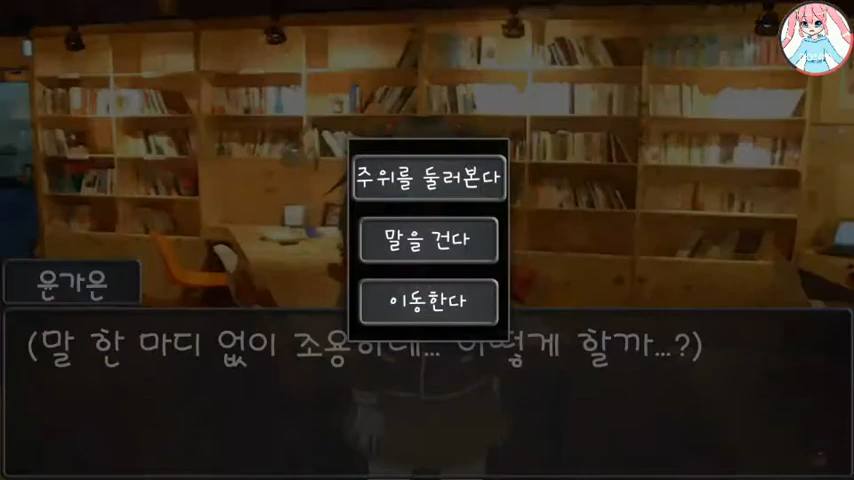 주위를 둘러본다
말을 건다
이동한다
윤가은
(말 한 마디 없이 조용하네... 어떻게 할까...?)